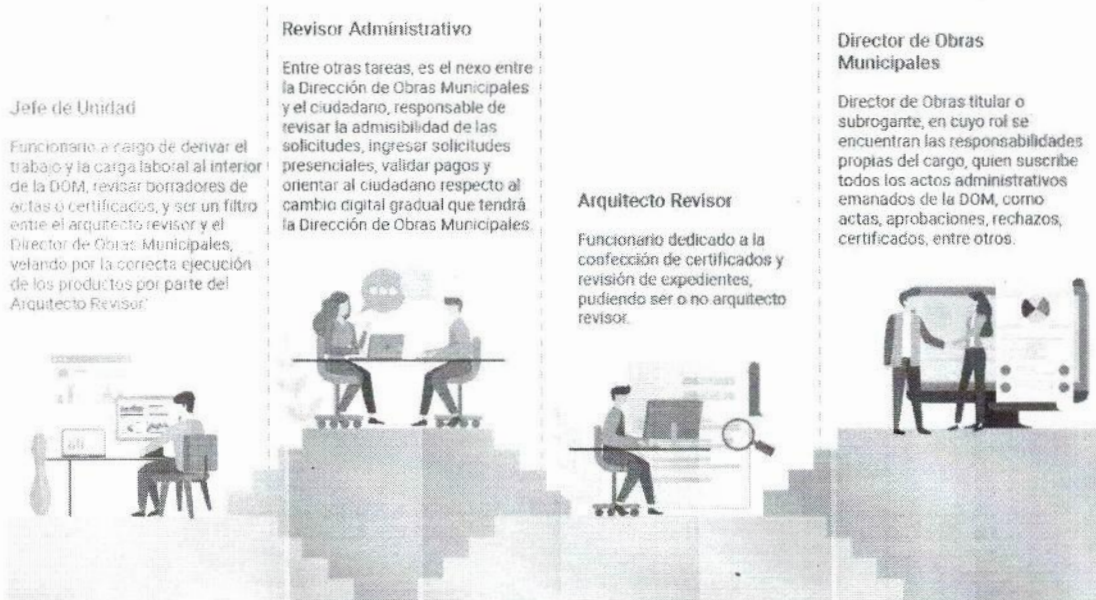 Jefe de Unidad
Funcionario a cargo de derivar el
trabajo y la carga laboral al interior
de la DOM, revisar borradores de
actas o certificados, y ser un filtro
entre el arquitecto revisor y el
Director de Obras Municipales,
velando por la correcta ejecución
de los productos por parte del
Arquitecto Revisor.
Revisor Administrativo
Entre otras tareas, es el nexo entre
la Dirección de Obras Municipales
y el ciudadano, responsable de
revisar la admisibilidad de las
solicitudes, ingresar solicitudes
presenciales, validar pagos y
orientar al ciudadano respecto al
cambio digital gradual que tendrá
la Dirección de Obras Municipales.
Arquitecto Revisor
Funcionario dedicado a la
confección de certificados y
revisión de expedientes,
pudiendo ser o no arquitecto
revisor.
Director de Obras
Municipales
Director de Obras titular o
subrogante, en cuyo rol se
encuentran las responsabilidades
propias del cargo, quien suscribe
todos los actos administrativos
emanados de la DOM, como
actas, aprobaciones, rechazos,
certificados, entre otros.